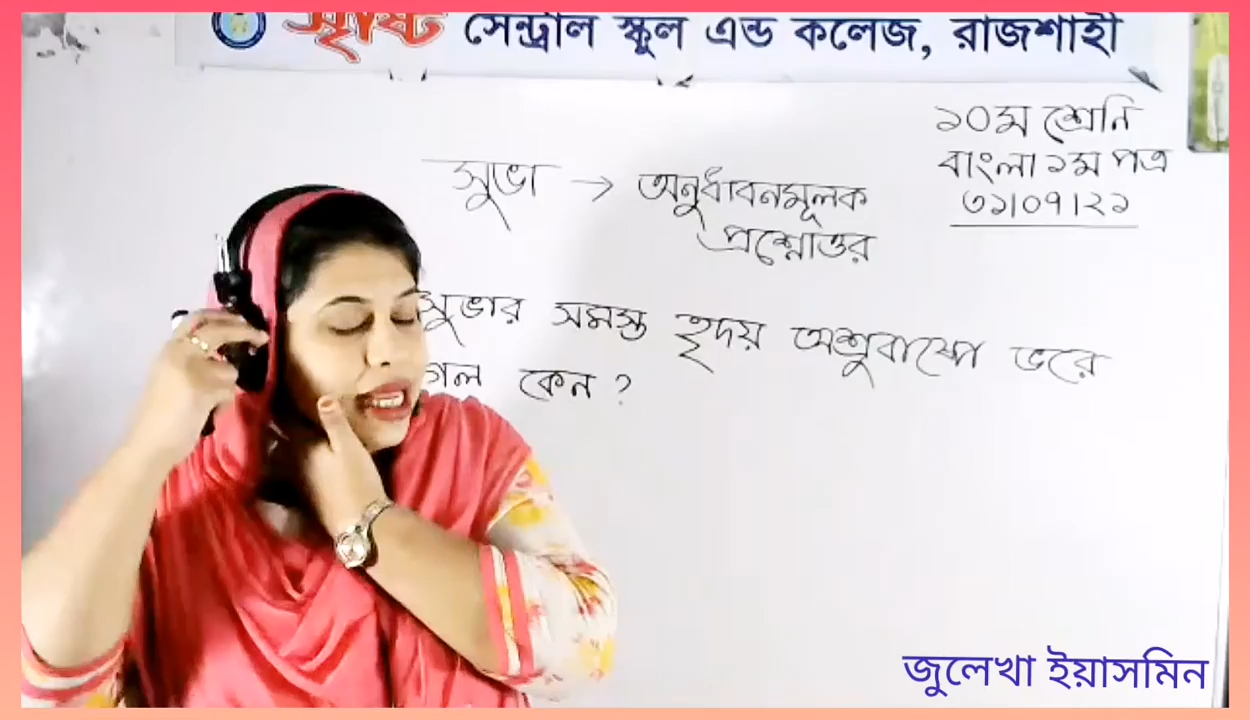 সৃষ্টি সেন্ট্রাল স্কুল এন্ড কলেজ, রাজশাহী
১০ম শ্রেনি
বাংলা ১ম পত্র
৩১/০৭/২১
সুভা → অনুধাবনমূলক
প্রশ্নোত্তর
সুভার সমস্ত হৃদয় অশ্রুবাষ্পে ভরে
গেল কেন ?
জুলেখা ইয়াসমিন